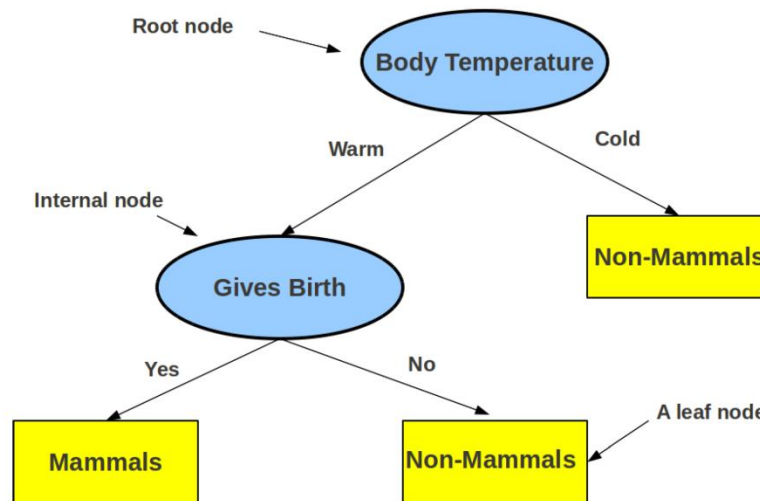 Root node
Body Temperature
Warm
Cold
Internal node
Non-Mammals
Gives Birth
Yes
No
A leaf node
Mammals
Non-Mammals